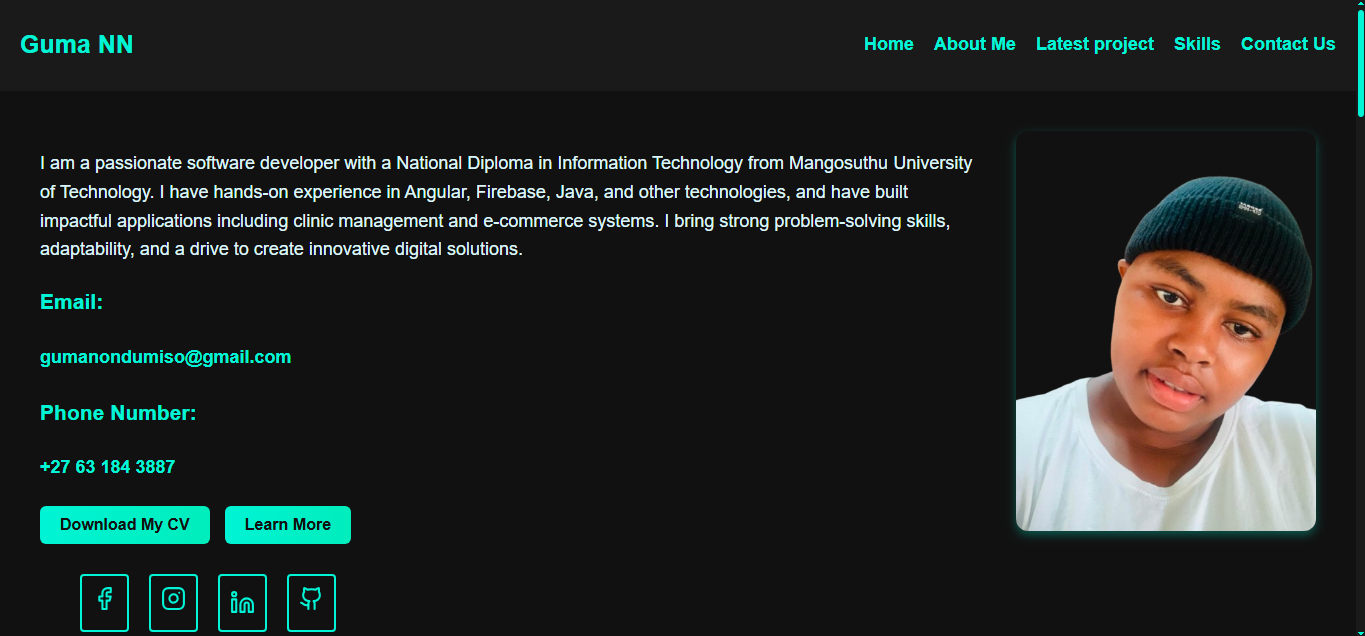 Guma NN
Home About Me Latest project Skills Contact Us
I am a passionate software developer with a National Diploma in Information Technology from Mangosuthu University
of Technology. I have hands-on experience in Angular, Firebase, Java, and other technologies, and have built
impactful applications including clinic management and e-commerce systems. I bring strong problem-solving skills,
adaptability, and a drive to create innovative digital solutions.
Email:
gumanondumiso@gmail.com
Phone Number:
+27 63 184 3887
Download My CV Learn More